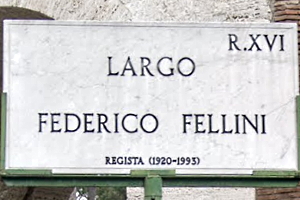 R.XVI
LARGO
FEDERICO FELLINI
REGISTA (1920-1993)